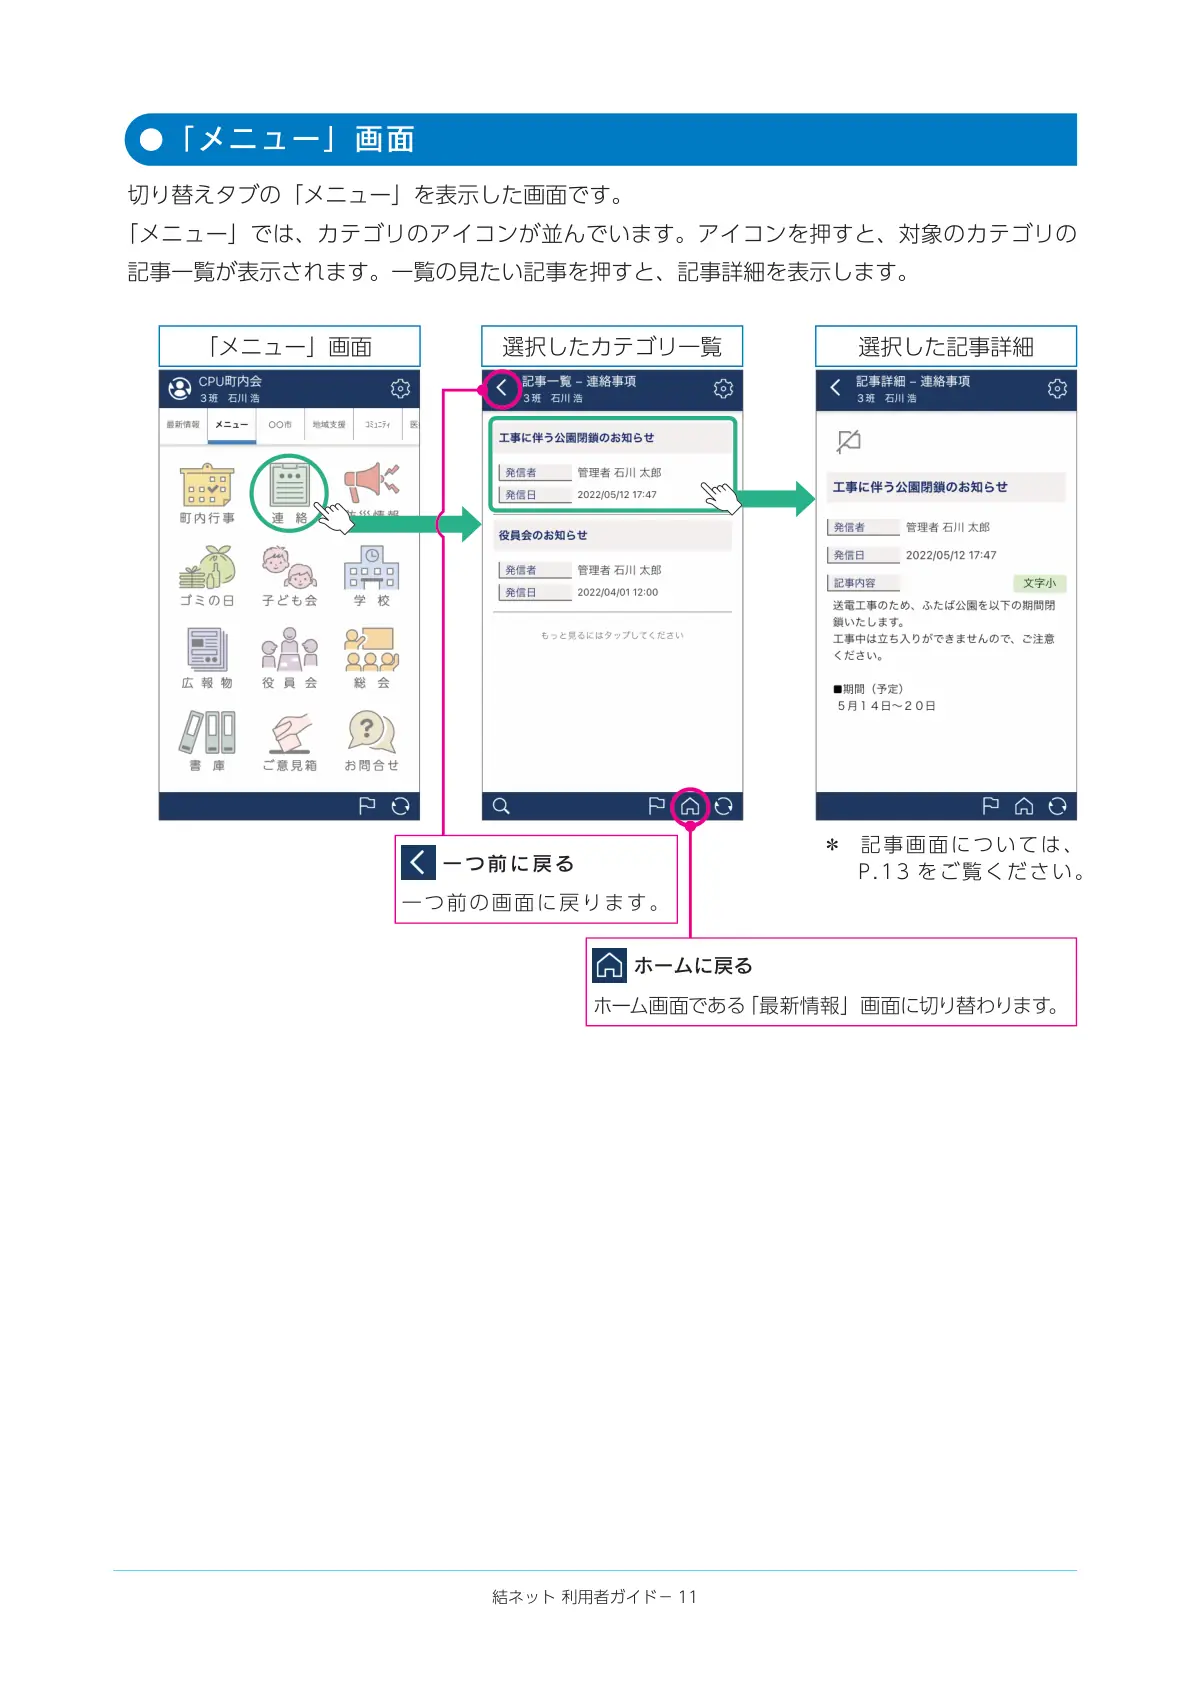 ●「メニュー」画面
切り替えタブの「メニュー」を表示した画面です。
「メニュー」では、カテゴリのアイコンが並んでいます。アイコンを押すと、対象のカテゴリの
記事一覧が表示されます。一覧の見たい記事を押すと、記事詳細を表示します。
「メニュー」画面
CPU町内会
3班 石川 浩
最新情報 メニュー 〇〇市 地域支援 コミュニティ 医
町内行事 連 絡
ゴミの日 子ども会 学 校
広 報 物 役 員 会 総 会
書 庫 ご意見箱 お問合せ
選択したカテゴリ一覧
記事一覧 – 連絡事項
3班 石川 浩
工事に伴う公園閉鎖のお知らせ
発信者 管理者 石川 太郎
発信日 2022/05/12 17:47
役員会のお知らせ
発信者 管理者 石川 太郎
発信日 2022/04/01 12:00
もっと見るにはタップしてください
選択した記事詳細
記事詳細 – 連絡事項
3班 石川 浩
工事に伴う公園閉鎖のお知らせ
発信者 管理者 石川 太郎
発信日 2022/05/12 17:47
記事内容 文字小
送電工事のため、ふたば公園を以下の期間閉
鎖いたします。
工事中は立ち入りができませんので、ご注意
ください。
■期間（予定）
５月１４日〜２０日
＊ 記事画面については、
P.13 をご覧ください。
一つ前に戻る
一つ前の画面に戻ります。
ホームに戻る
ホーム画面である「最新情報」画面に切り替わります。
結ネット 利用者ガイド− 11